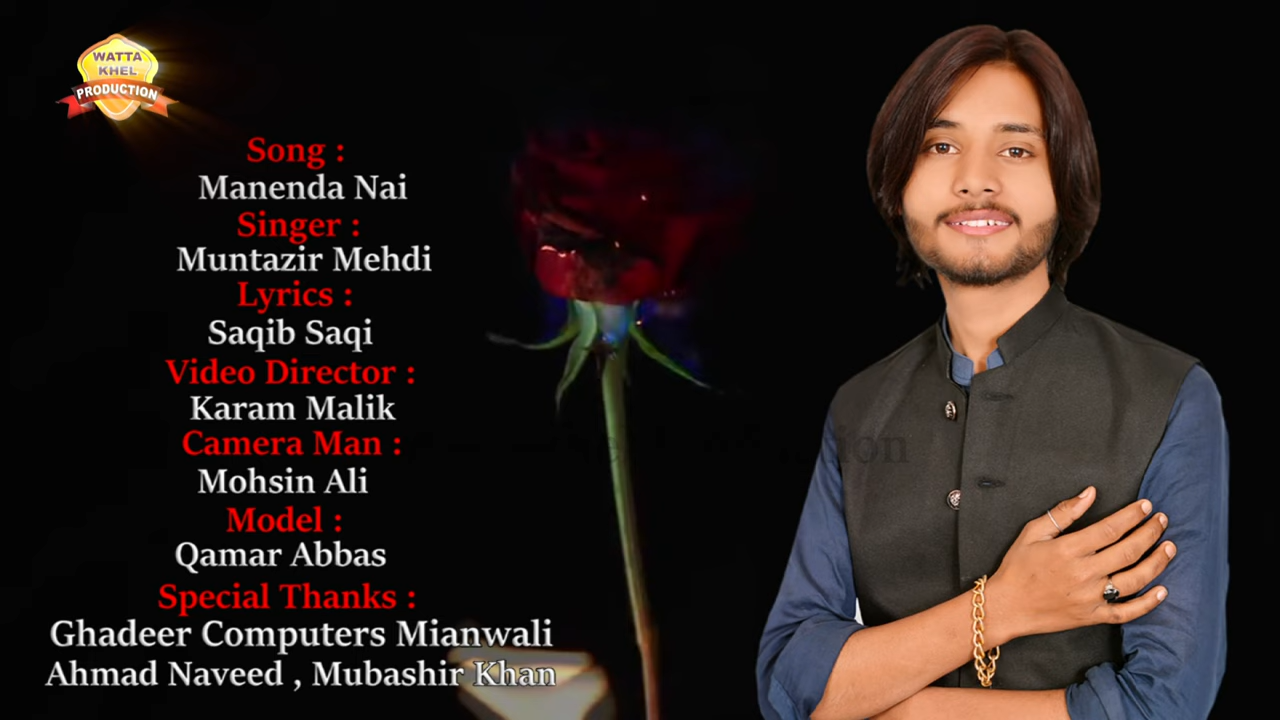 WATTA
KHEL
PRODUCTION
Song :
Manenda Nai
Singer :
Muntazir Mehdi
Lyrics :
Saqib Saqi
Video Director :
Karam Malik
Camera Man :
Mohsin Ali
Model :
Qamar Abbas
Special Thanks :
Ghadeer Computers Mianwali
Ahmad Naveed , Mubashir Khan